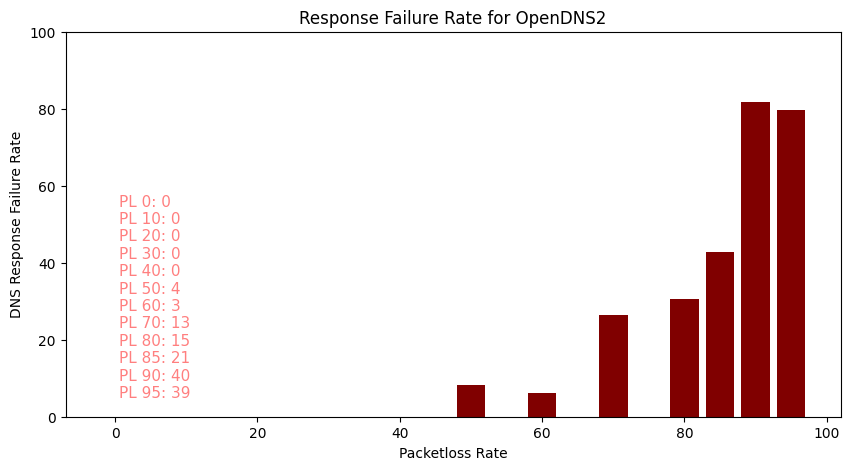 Response Failure Rate for OpenDNS2
DNS Response Failure Rate
100
80
60
40
20
0
PL 0: 0
PL 10: 0
PL 20: 0
PL 30: 0
PL 40: 0
PL 50: 4
PL 60: 3
PL 70: 13
PL 80: 15
PL 85: 21
PL 90: 40
PL 95: 39
0 20 40 60 80 100
Packetloss Rate